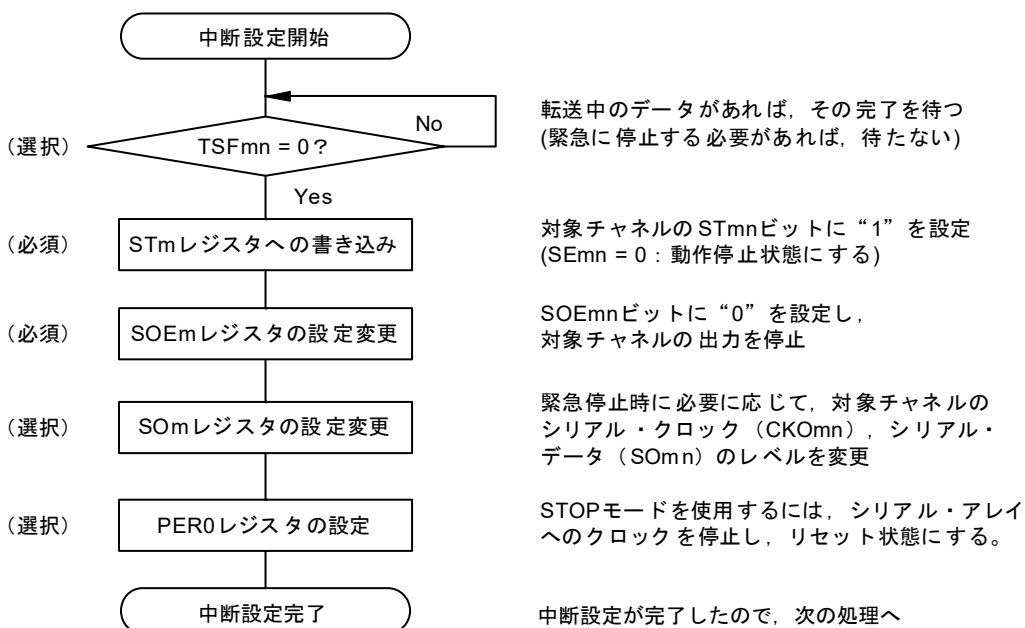 中断設定開始
転送中のデータがあれば，その完了を待つ
No
（選択）
TSFmn = 0？
(緊急に停止する必要があれば，待たない)
Yes
対象チャネルのSTmnビットに“1”を設定
（必須）
STmレジスタへの書き込み
(SEmn = 0：動作停止状態にする)
SOEmnビットに“0”を設定し，
（必須）
SOEmレジスタの設定変更
対象チャネルの出力を停止
緊急停止時に必要に応じて，対象チャネルの
（選択）
SOmレジスタの設定変更
シリアル・クロック（CKOmn），シリアル・
データ（SOmn）のレベルを変更
STOPモードを使用するには，シリアル・アレイ
（選択）
PER0レジスタの設定
へのクロックを停止し，リセット状態にする。
中断設定完了
中断設定が完了したので，次の処理へ